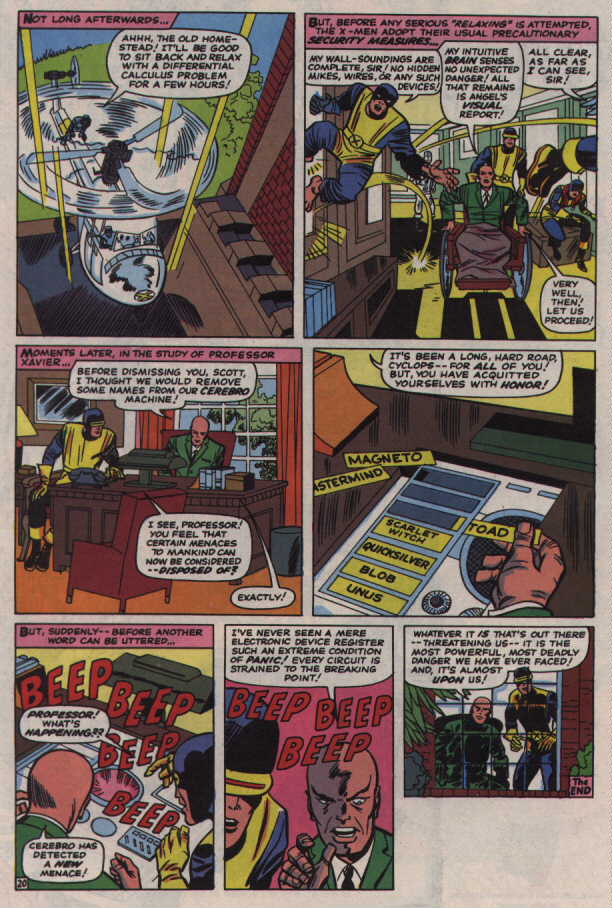 NOT LONG AFTERWARDS...
AHHH, THE OLD HOME-
STEAD! IT'LL BE GOOD
TO SIT BACK AND RELAX
WITH A DIFFERENTIAL
CALCULUS PROBLEM
FOR A FEW HOURS!
BUT, BEFORE ANY SERIOUS "RELAXING" IS ATTEMPTED,
THE X-MEN ADOPT THEIR USUAL PRECAUTIONARY
SECURITY MEASURES...
MY WALL-SOUNDINGS ARE
COMPLETE, SIR! NO HIDDEN
MIKES, WIRES, OR ANY SUCH
DEVICES!
MY INTUITIVE
BRAIN SENSES
NO UNEXPECTED
DANGER! ALL THAT
REMAINS
IS ANGEL'S
VISUAL
REPORT!
ALL CLEAR,
AS FAR AS
I CAN SEE,
SIR!
VERY
WELL,
THEN! LET US
PROCEED!
MOMENTS LATER, IN THE STUDY OF PROFESSOR
XAVIER...
BEFORE DISMISSING YOU, SCOTT,
I THOUGHT WE WOULD REMOVE
SOME NAMES FROM OUR CEREBRO
MACHINE!
I SEE, PROFESSOR!
YOU FEEL THAT
CERTAIN MENACES
TO MANKIND CAN
NOW BE CONSIDERED
--DISPOSED OF?
EXACTLY!
IT'S BEEN A LONG, HARD ROAD,
CYCLOPS--FOR ALL OF YOU!
BUT, YOU HAVE ACQUITTED
YOURSELVES WITH HONOR!
MAGNETO
STERMIND
SCARLET
WITCH
TOAD
QUICKSILVER
BLOB
UNUS
BUT, SUDDENLY--BEFORE ANOTHER
WORD CAN BE UTTERED...
BEEP
BEEP
BEEP
BEEP
PROFESSOR!
WHAT'S
HAPPENING??
CEREBRO HAS
DETECTED
A NEW
MENACE!
20
I'VE NEVER SEEN A MERE
ELECTRONIC DEVICE REGISTER
SUCH AN EXTREME CONDITION
OF PANIC! EVERY CIRCUIT IS
STRAINED TO THE BREAKING
POINT!
BEEP BEEP
BEEP
WHATEVER IT IS THAT'S OUT THERE
--THREATENING US--IT IS THE
MOST POWERFUL, MOST DEADLY
DANGER WE HAVE EVER FACED!
AND, IT'S ALMOST
UPON US!
The
END